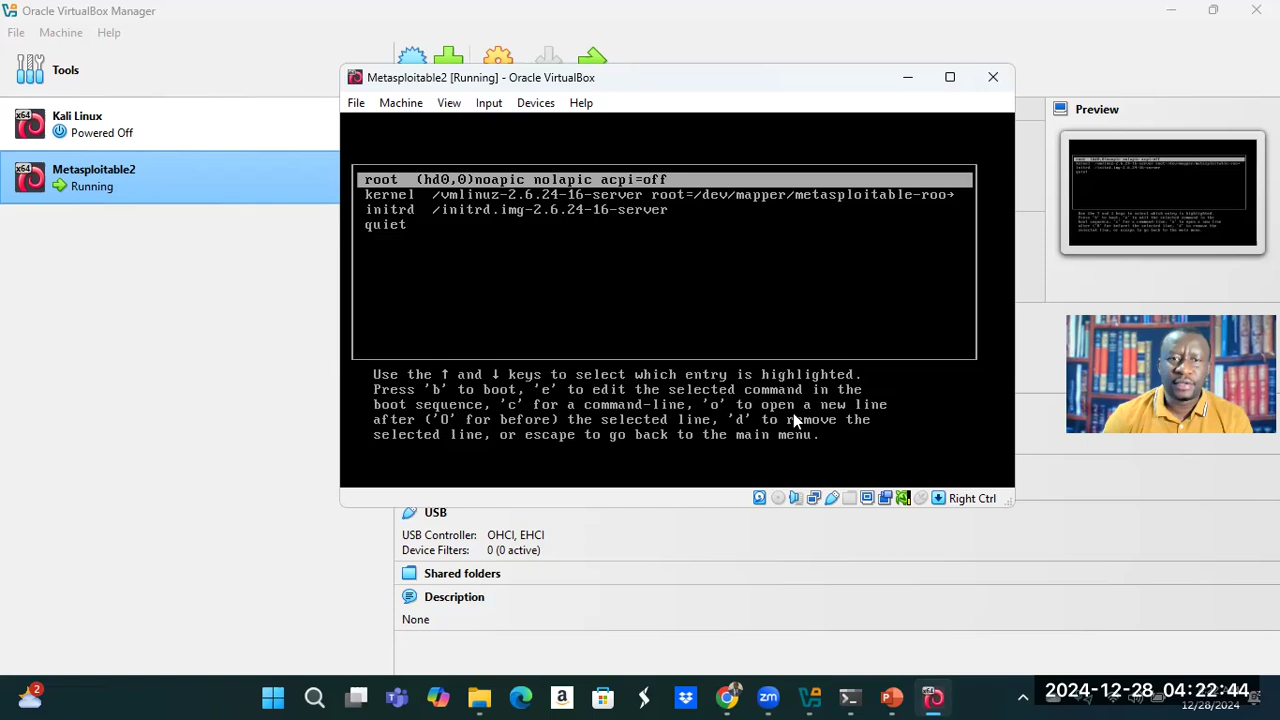 Oracle VirtualBox Manager
File Machine Help
Tools
Kali Linux
Powered Off
Metasploitable2
Running
Metasploitable2 [Running] - Oracle VirtualBox
File Machine View Input Devices Help
root (hd0,0)noapic nolapic acpi=off
kernel /vmlinuz-2.6.24-16-server root=/dev/mapper/metasploitable-roo→
initrd /initrd.img-2.6.24-16-server
quiet
Use the ↑ and ↓ keys to select which entry is highlighted.
Press 'b' to boot, 'e' to edit the selected command in the
boot sequence, 'c' for a command-line, 'o' to open a new line
after ('O' for before) the selected line, 'd' to remove the
selected line, or escape to go back to the main menu.
Right Ctrl
Preview
USB
USB Controller: OHCI, EHCI
Device Filters: 0 (0 active)
Shared folders
Description
None
2
2024-12-28 04:22:44
12/28/2024